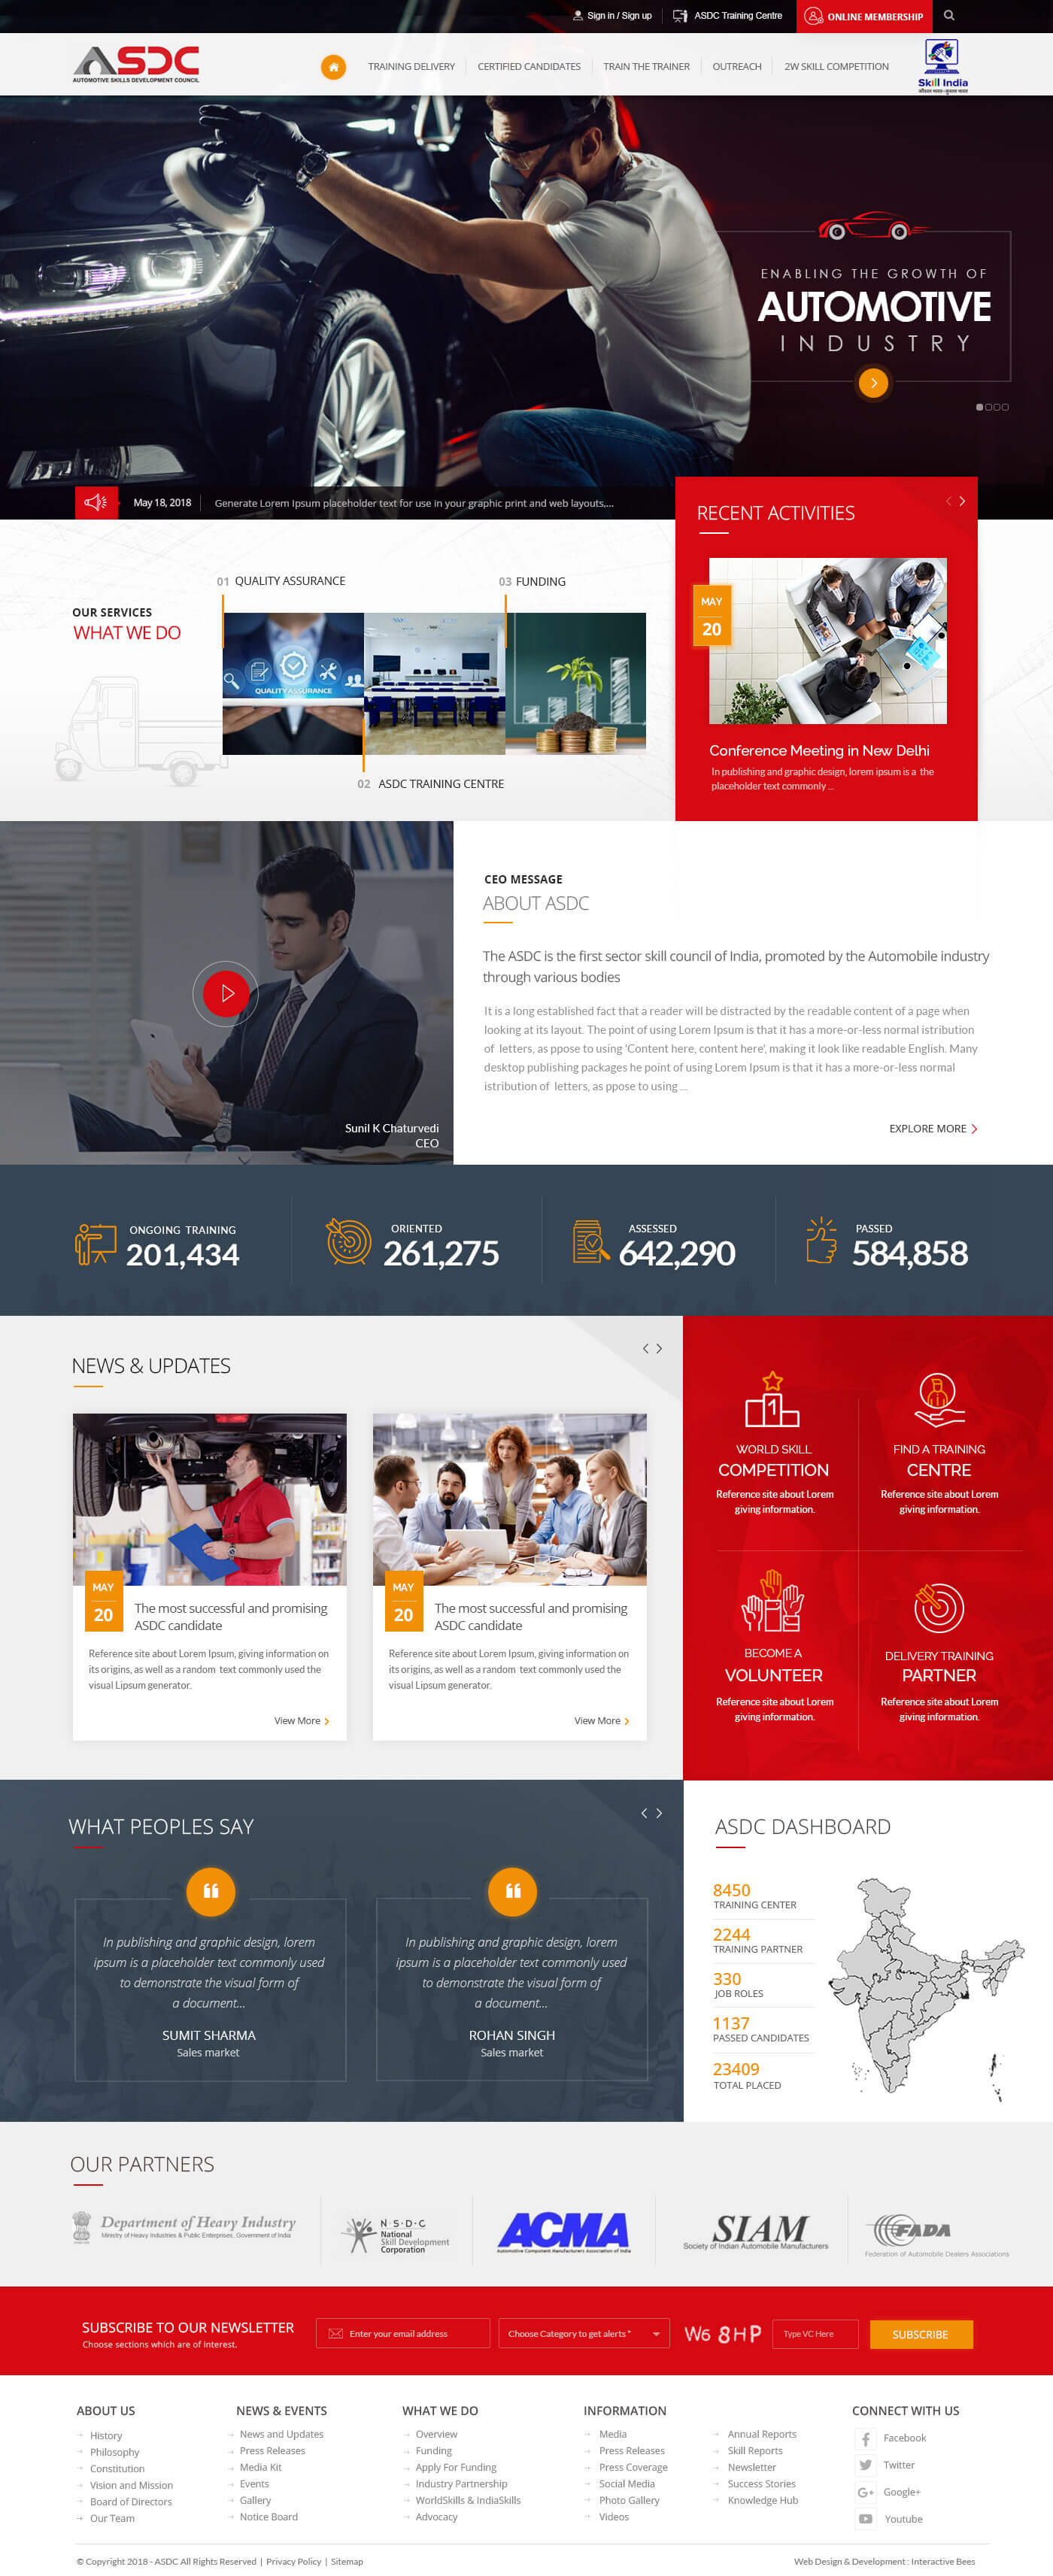 Sign in / Sign up
ASDC Training Centre
ONLINE MEMBERSHIP
ASDC
AUTOMOTIVE SKILLS DEVELOPMENT COUNCIL
TRAINING DELIVERY
CERTIFIED CANDIDATES
TRAIN THE TRAINER
OUTREACH
2W SKILL COMPETITION
Skill India
कौशल भारत-कुशल भारत
ENABLING THE GROWTH OF
AUTOMOTIVE
INDUSTRY
May 18, 2018
Generate Lorem Ipsum placeholder text for use in your graphic print and web layouts,...
RECENT ACTIVITIES
MAY
20
Conference Meeting in New Delhi
In publishing and graphic design, lorem ipsum is a the
placeholder text commonly ...
OUR SERVICES
WHAT WE DO
01 QUALITY ASSURANCE
03 FUNDING
QUALITY ASSURANCE
02 ASDC TRAINING CENTRE
Sunil K Chaturvedi
CEO
CEO MESSAGE
ABOUT ASDC
The ASDC is the first sector skill council of India, promoted by the Automobile industry
through various bodies
It is a long established fact that a reader will be distracted by the readable content of a page when
looking at its layout. The point of using Lorem Ipsum is that it has a more-or-less normal istribution
of letters, as ppose to using 'Content here, content here', making it look like readable English. Many
desktop publishing packages he point of using Lorem Ipsum is that it has a more-or-less normal
istribution of letters, as ppose to using ...
EXPLORE MORE
ONGOING TRAINING
201,434
ORIENTED
261,275
ASSESSED
642,290
PASSED
584,858
NEWS & UPDATES
MAY
20
The most successful and promising
ASDC candidate
Reference site about Lorem Ipsum, giving information on
its origins, as well as a random text commonly used the
visual Lipsum generator.
View More
MAY
20
The most successful and promising
ASDC candidate
Reference site about Lorem Ipsum, giving information on
its origins, as well as a random text commonly used the
visual Lipsum generator.
View More
1
WORLD SKILL
COMPETITION
Reference site about Lorem
giving information.
FIND A TRAINING
CENTRE
Reference site about Lorem
giving information.
BECOME A
VOLUNTEER
Reference site about Lorem
giving information.
DELIVERY TRAINING
PARTNER
Reference site about Lorem
giving information.
WHAT PEOPLES SAY
In publishing and graphic design, lorem
ipsum is a placeholder text commonly used
to demonstrate the visual form of
a document...
SUMIT SHARMA
Sales market
In publishing and graphic design, lorem
ipsum is a placeholder text commonly used
to demonstrate the visual form of
a document...
ROHAN SINGH
Sales market
ASDC DASHBOARD
8450
TRAINING CENTER
2244
TRAINING PARTNER
330
JOB ROLES
1137
PASSED CANDIDATES
23409
TOTAL PLACED
OUR PARTNERS
Department of Heavy Industry
Ministry of Heavy Industries & Public Enterprises, Government of India
N·S·D·C
National
Skill Development
Corporation
ACMA
Automotive Component Manufacturers Association of India
SIAM
Society of Indian Automobile Manufacturers
FADA
Federation of Automobile Dealers Associations
SUBSCRIBE TO OUR NEWSLETTER
Choose sections which are of interest.
Enter your email address
Choose Category to get alerts *
W6 8HP
Type VC Here
SUBSCRIBE
ABOUT US
History
Philosophy
Constitution
Vision and Mission
Board of Directors
Our Team
NEWS & EVENTS
News and Updates
Press Releases
Media Kit
Events
Gallery
Notice Board
WHAT WE DO
Overview
Funding
Apply For Funding
Industry Partnership
WorldSkills & IndiaSkills
Advocacy
INFORMATION
Media
Press Releases
Press Coverage
Social Media
Photo Gallery
Videos
Annual Reports
Skill Reports
Newsletter
Success Stories
Knowledge Hub
CONNECT WITH US
Facebook
Twitter
Google+
Youtube
© Copyright 2018 - ASDC All Rights Reserved | Privacy Policy | Sitemap
Web Design & Development : Interactive Bees